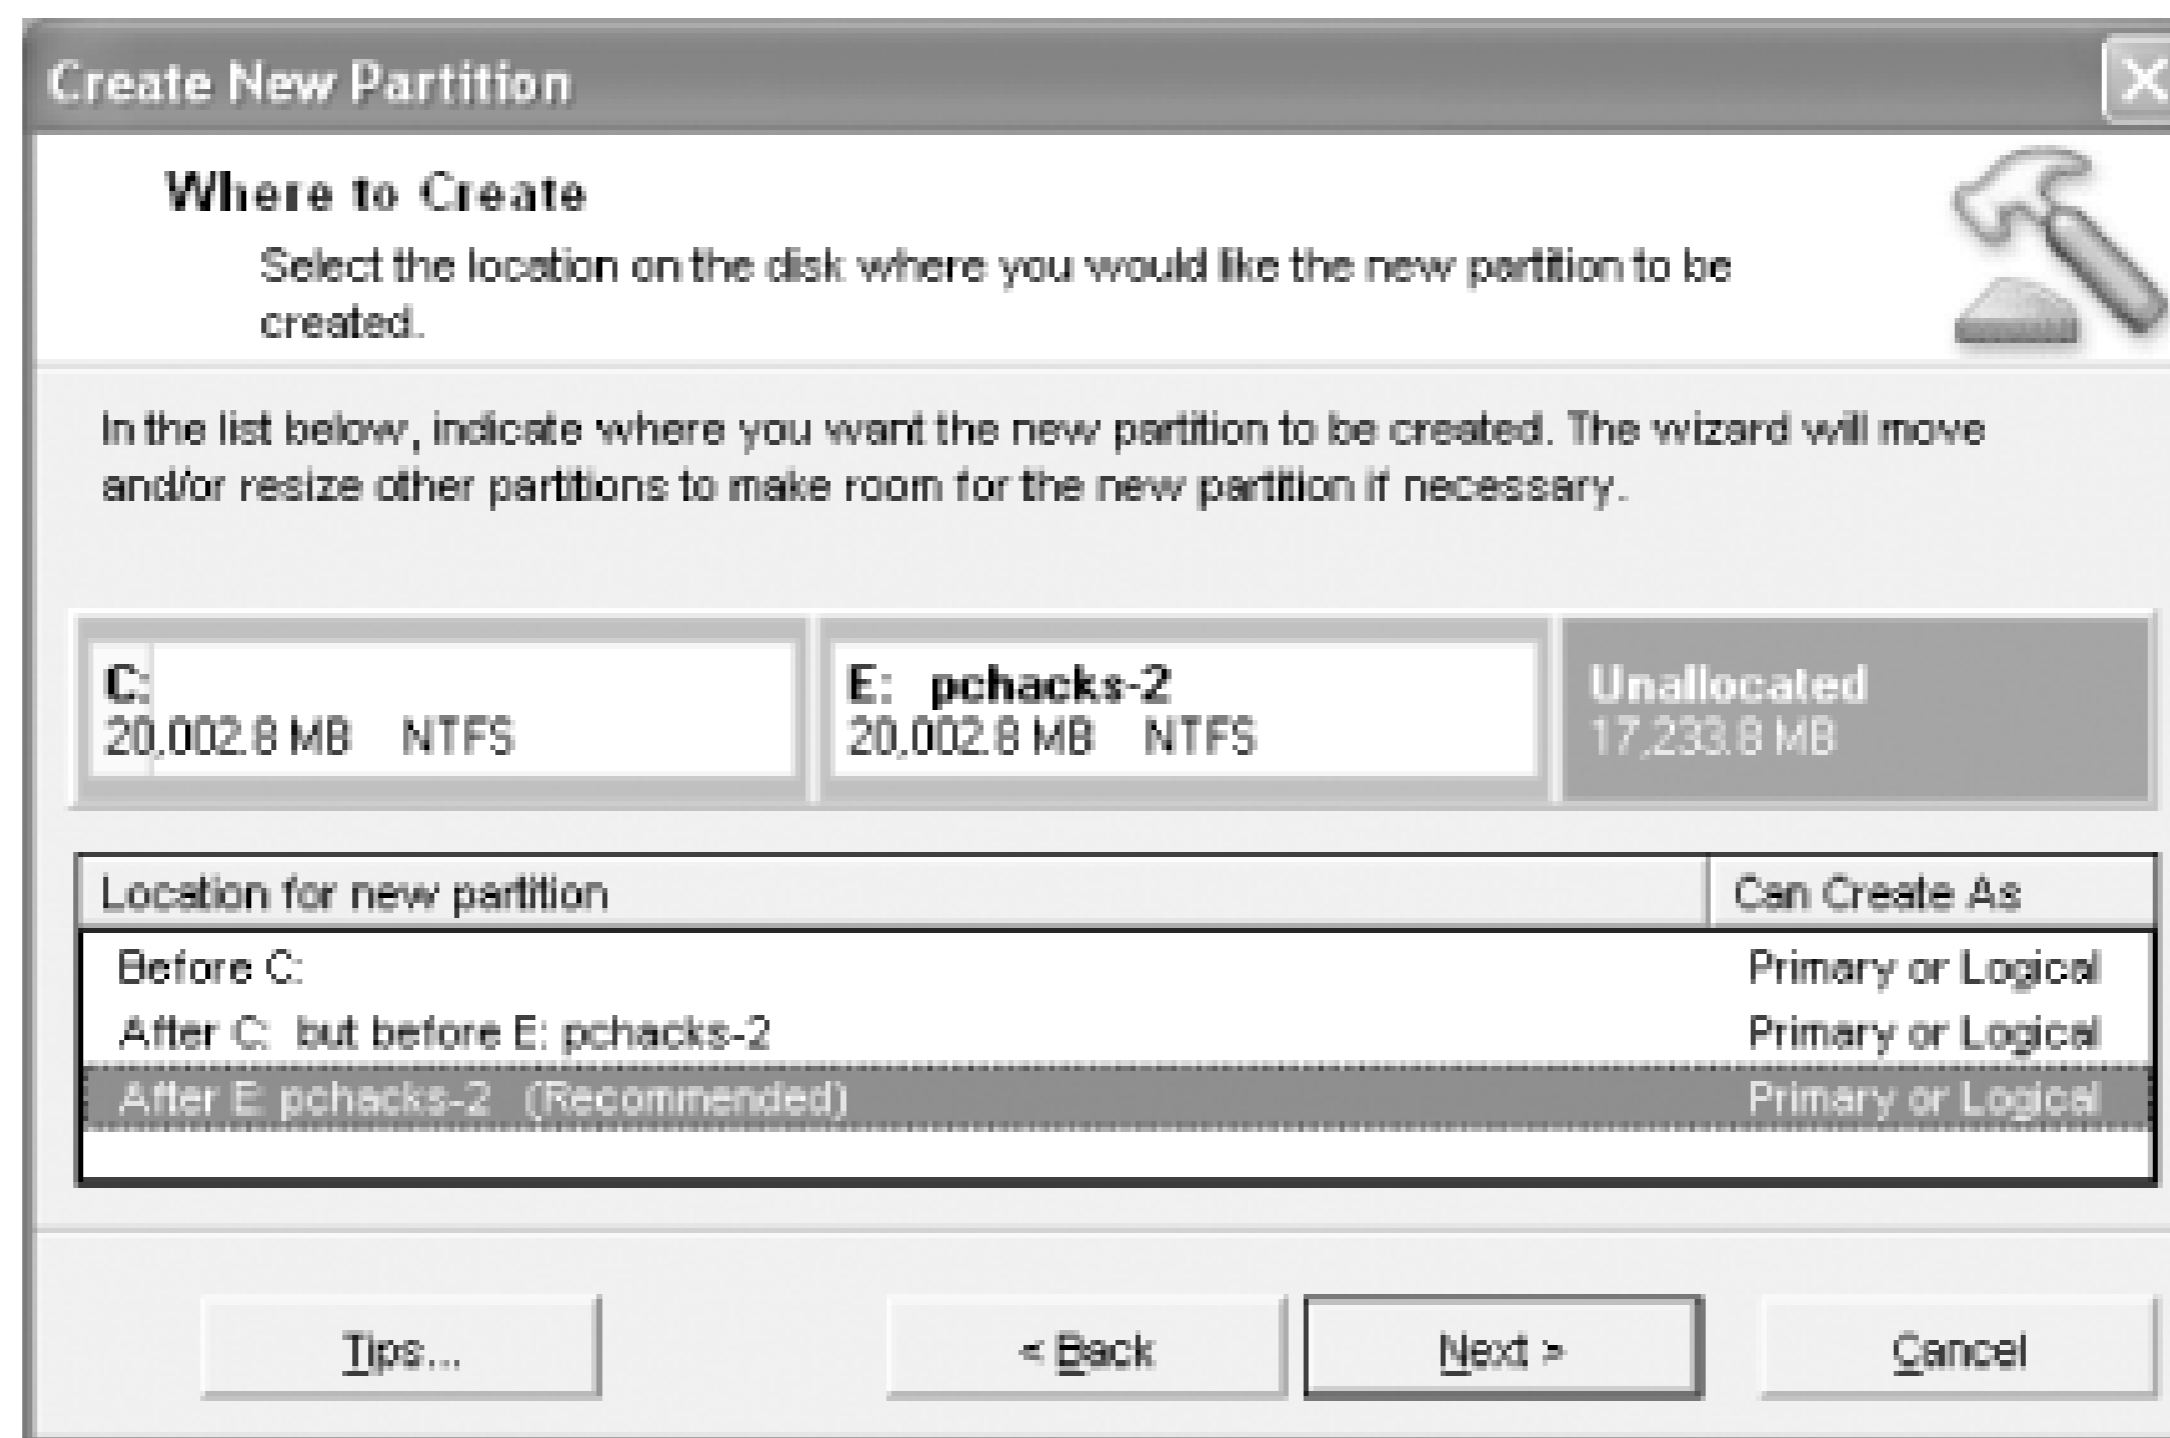 Create New Partition
Where to Create
Select the location on the disk where you would like the new partition to be
created.
In the list below, indicate where you want the new partition to be created. The wizard will move
and/or resize other partitions to make room for the new partition if necessary.
C: E: pchacks-2 Unallocated
20,002.8 MB NTFS 20,002.8 MB NTFS 17,233.8 MB
Location for new partition Can Create As
Before C: Primary or Logical
After C: but before E: pchacks-2 Primary or Logical
After E: pchacks-2 (Recommended) Primary or Logical
Tips... < Back Next > Cancel